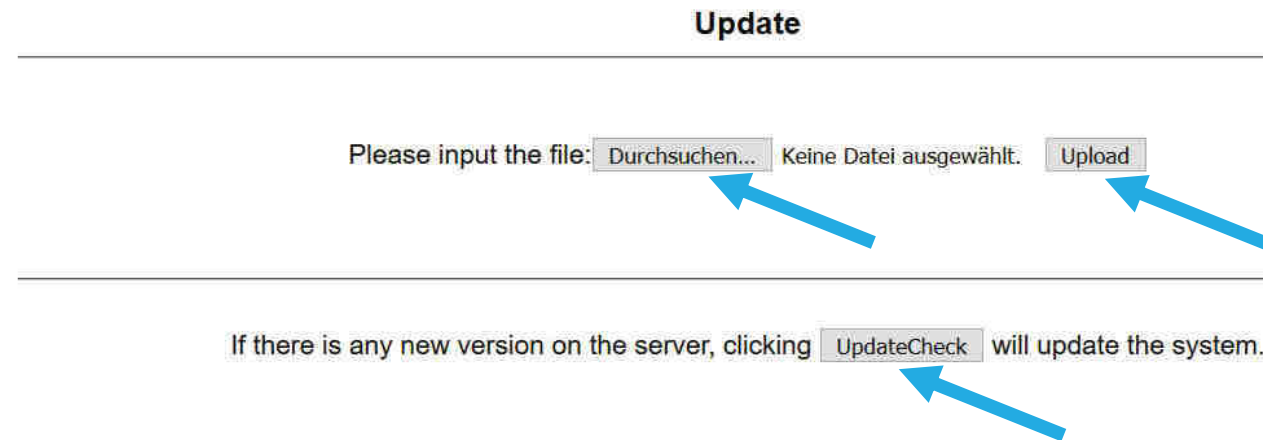 Update
Please input the file: Durchsuchen... Keine Datei ausgewählt. Upload
If there is any new version on the server, clicking UpdateCheck will update the system.